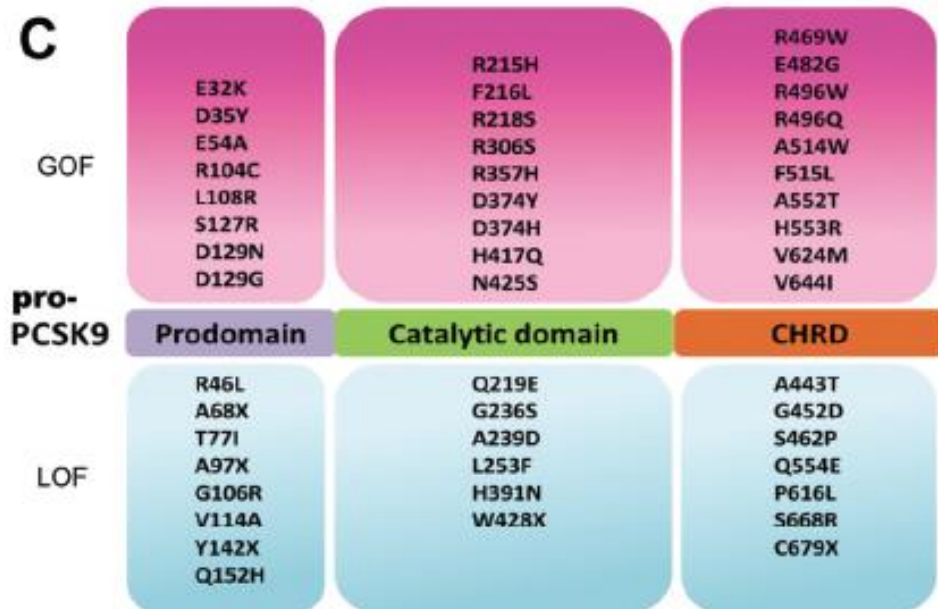 C
GOF
E32K
D35Y
E54A
R104C
L108R
S127R
D129N
D129G
R215H
F216L
R218S
R306S
R357H
D374Y
D374H
H417Q
N425S
R469W
E482G
R496W
R496Q
A514W
F515L
A552T
H553R
V624M
V644I
pro-
PCSK9
Prodomain
Catalytic domain
CHRD
LOF
R46L
A68X
T77I
A97X
G106R
V114A
Y142X
Q152H
Q219E
G236S
A239D
L253F
H391N
W428X
A443T
G452D
S462P
Q554E
P616L
S668R
C679X